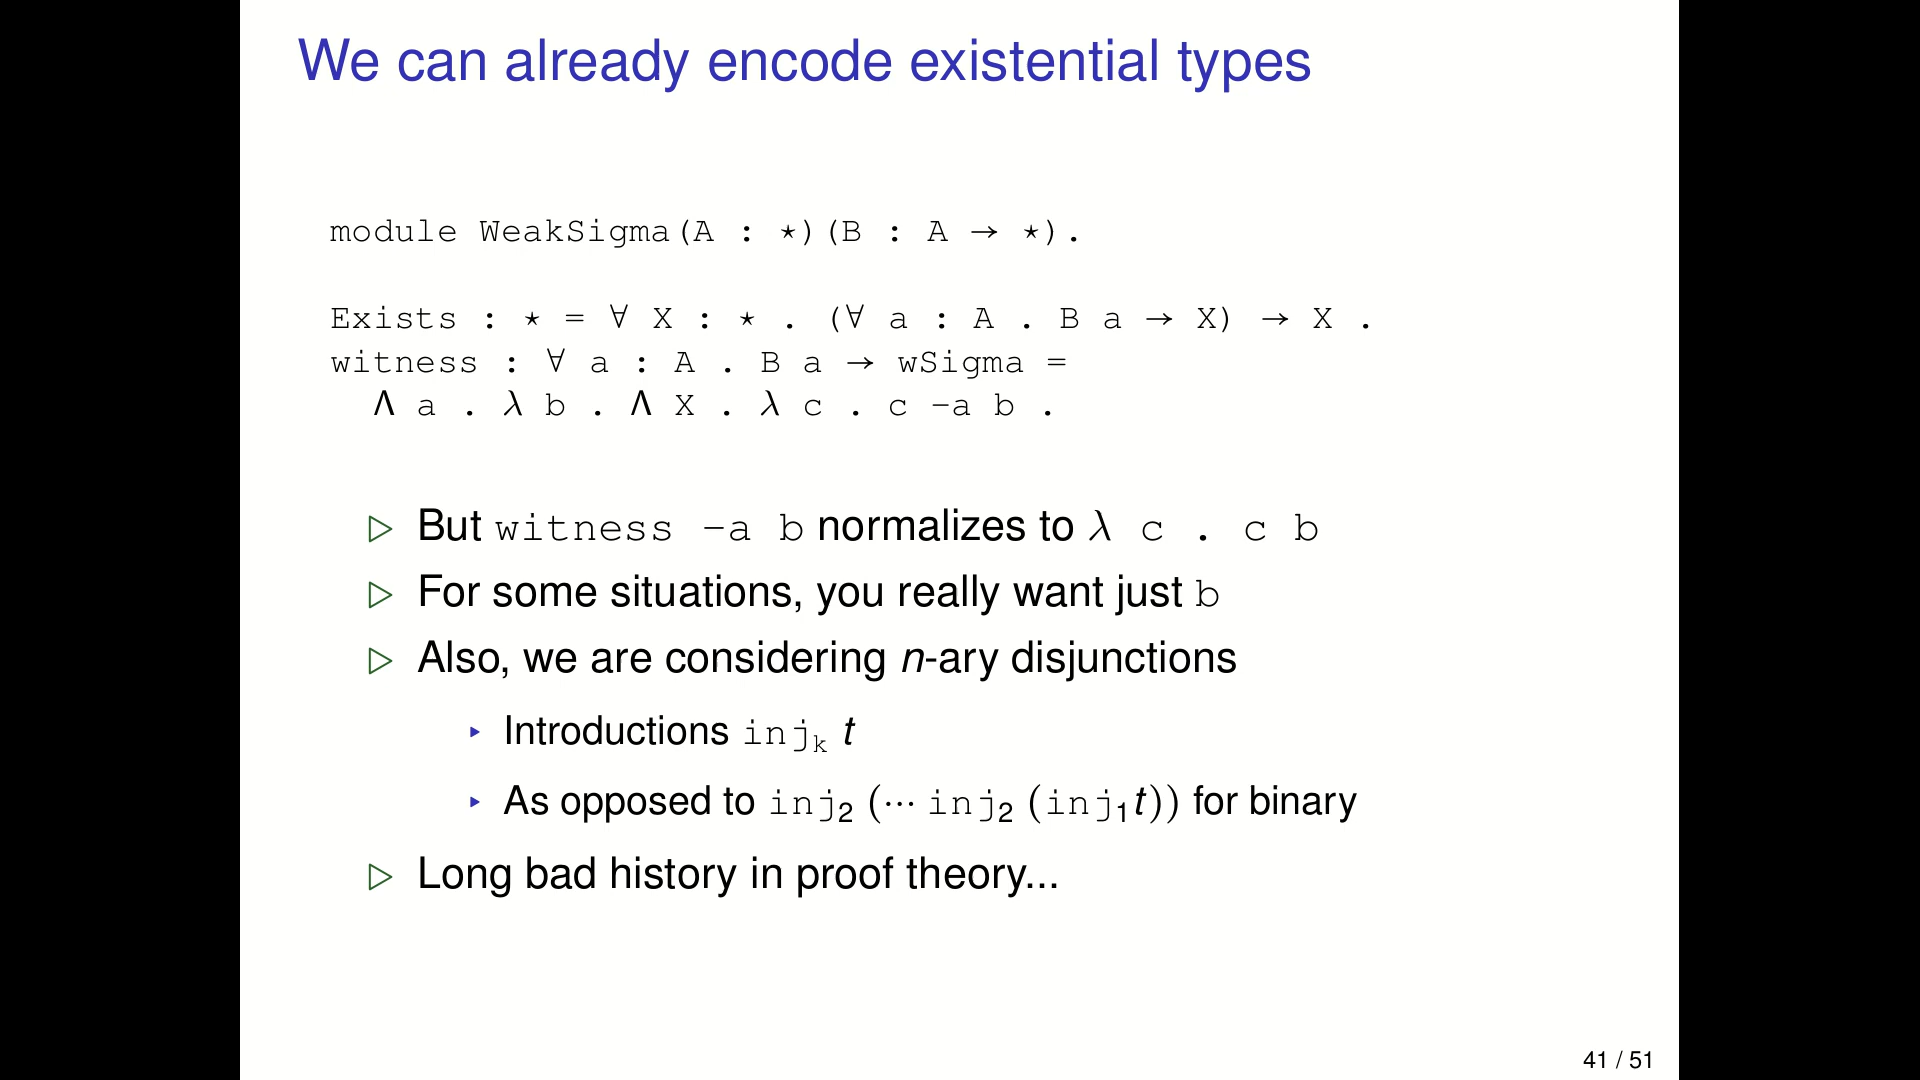 We can already encode existential types
module WeakSigma(A : ⋆)(B : A → ⋆).
Exists : ⋆ = ∀ X : ⋆ . (∀ a : A . B a → X) → X .
witness : ∀ a : A . B a → wSigma =
Λ a . λ b . Λ X . λ c . c -a b .
▷ But witness -a b normalizes to λ c . c b
▷ For some situations, you really want just b
▷ Also, we are considering n-ary disjunctions
‣ Introductions injₖ t
‣ As opposed to inj₂ (⋯ inj₂ (inj₁t)) for binary
▷ Long bad history in proof theory...
41 / 51